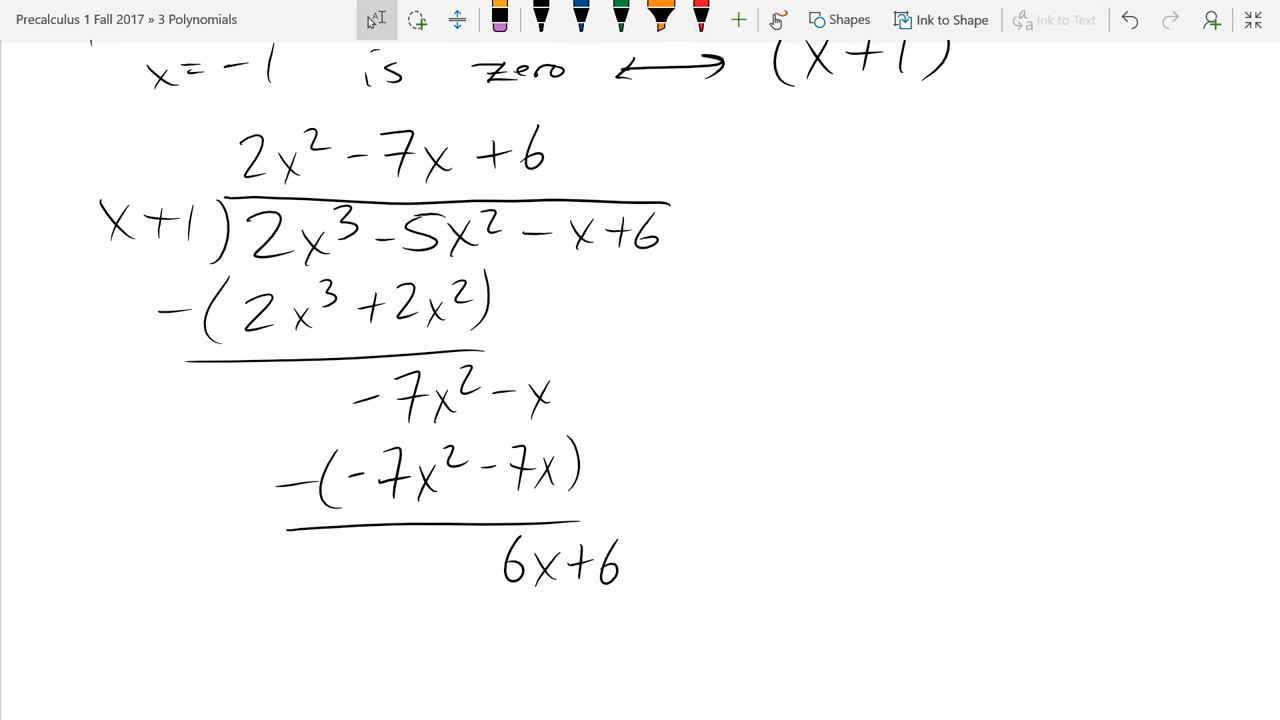 Precalculus 1 Fall 2017 » 3 Polynomials
Shapes
Ink to Shape
Ink to Text
x = -1 is zero ⟷ (x+1)
2x² - 7x + 6
x+1 ) 2x³ - 5x² - x + 6
-( 2x³ + 2x² )
-7x² - x
-( -7x² - 7x )
6x + 6